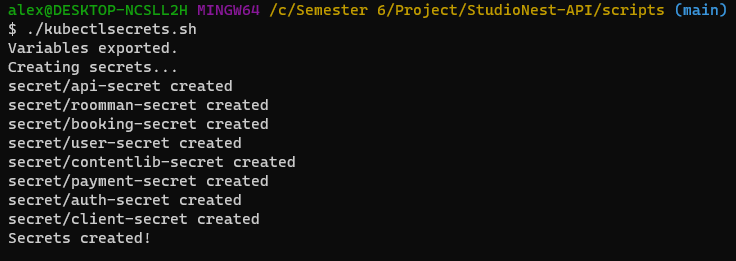 alex@DESKTOP-NCSLL2H MINGW64 /c/Semester 6/Project/StudioNest-API/scripts (main)
$ ./kubectlsecrets.sh
Variables exported.
Creating secrets...
secret/api-secret created
secret/roomman-secret created
secret/booking-secret created
secret/user-secret created
secret/contentlib-secret created
secret/payment-secret created
secret/auth-secret created
secret/client-secret created
Secrets created!